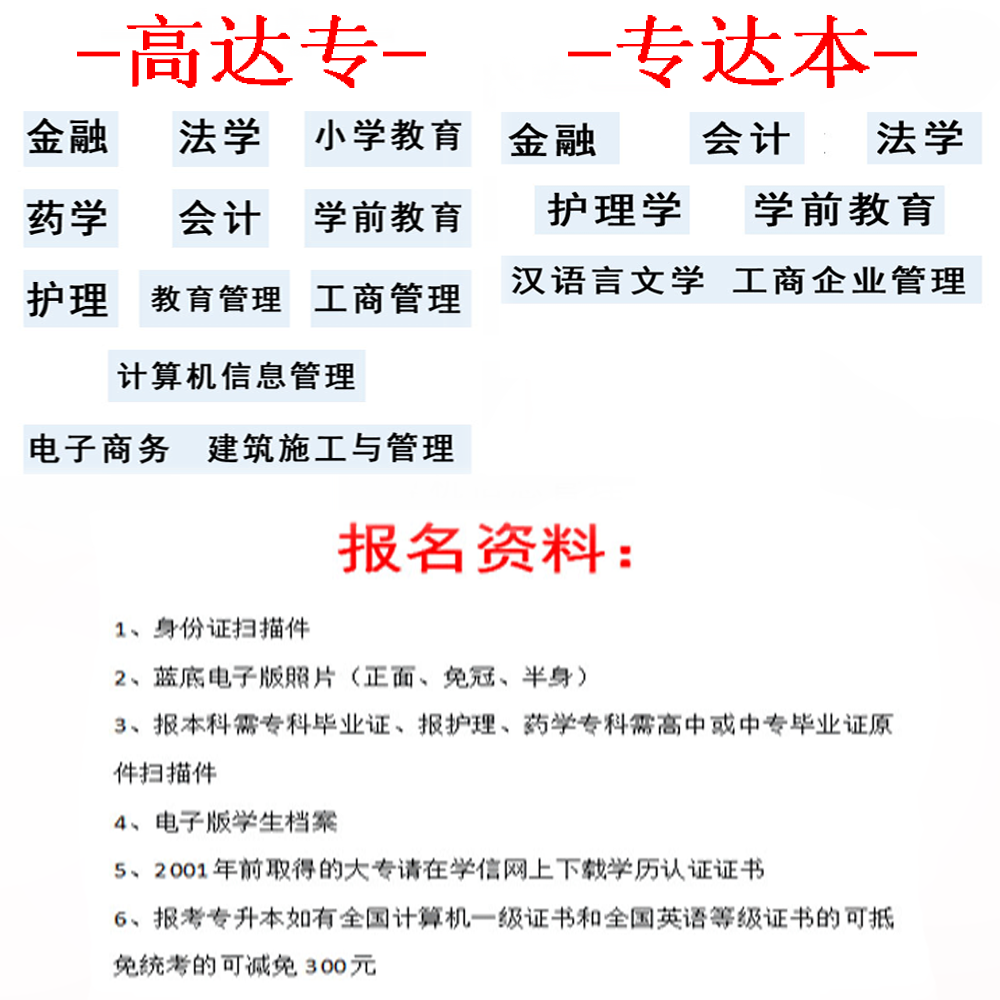 -高达专-
金融 法学 小学教育
药学 会计 学前教育
护理 教育管理 工商管理
计算机信息管理
电子商务 建筑施工与管理
-专达本-
金融 会计 法学
护理学 学前教育
汉语言文学 工商企业管理
报名资料：
1、身份证扫描件
2、蓝底电子版照片（正面、免冠、半身）
3、报本科需专科毕业证、报护理、药学专科需高中或中专毕业证原
件扫描件
4、电子版学生档案
5、2001年前取得的大专请在学信网上下载学历认证证书
6、报考专升本如有全国计算机一级证书和全国英语等级证书的可抵
免统考的可减免300元